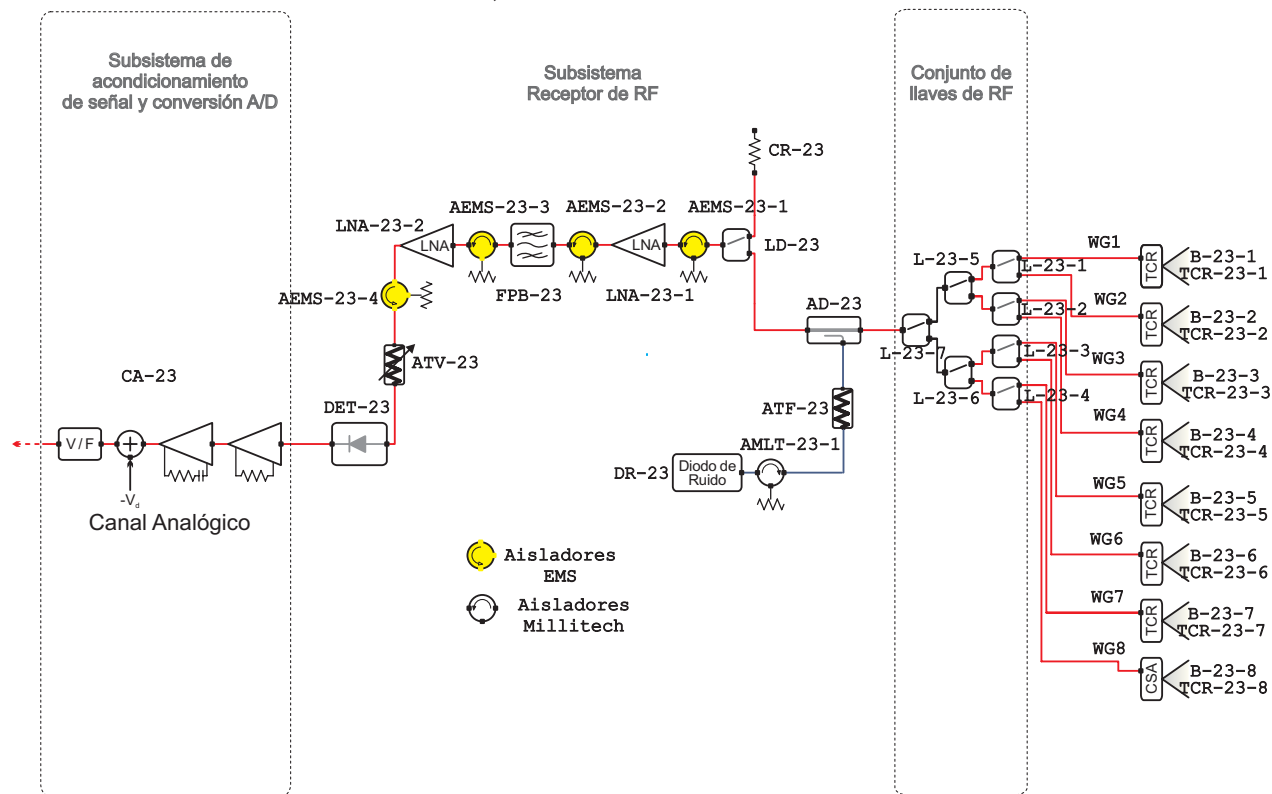 Subsistema de
acondicionamiento
de señal y conversión A/D
Subsistema
Receptor de RF
Conjunto de
llaves de RF
CR-23
AEMS-23-3
AEMS-23-2
AEMS-23-1
LNA-23-2
LNA
LNA
LD-23
FPB-23
LNA-23-1
AEMS-23-4
ATV-23
CA-23
DET-23
V/F
-Vd
Canal Analógico
AD-23
ATF-23
AMLT-23-1
DR-23
Diodo de
Ruido
Aisladores
EMS
Aisladores
Millitech
L-23-5
L-23-1
L-23-2
L-23-7
L-23-3
L-23-6
L-23-4
WG1
TCR
B-23-1
TCR-23-1
WG2
TCR
B-23-2
TCR-23-2
WG3
TCR
B-23-3
TCR-23-3
WG4
TCR
B-23-4
TCR-23-4
WG5
TCR
B-23-5
TCR-23-5
WG6
TCR
B-23-6
TCR-23-6
WG7
TCR
B-23-7
TCR-23-7
WG8
CSA
B-23-8
TCR-23-8